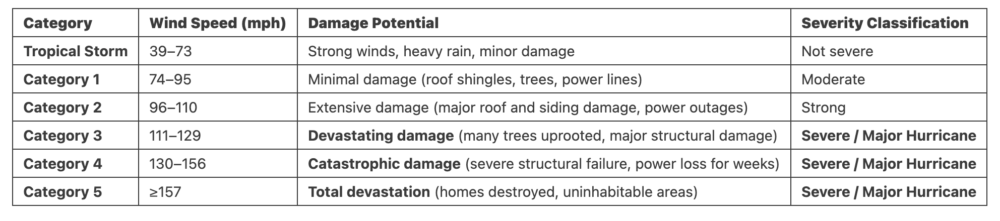 Category Wind Speed (mph) Damage Potential Severity Classification
Tropical Storm 39–73 Strong winds, heavy rain, minor damage Not severe
Category 1 74–95 Minimal damage (roof shingles, trees, power lines) Moderate
Category 2 96–110 Extensive damage (major roof and siding damage, power outages) Strong
Category 3 111–129 Devastating damage (many trees uprooted, major structural damage) Severe / Major Hurricane
Category 4 130–156 Catastrophic damage (severe structural failure, power loss for weeks) Severe / Major Hurricane
Category 5 ≥157 Total devastation (homes destroyed, uninhabitable areas) Severe / Major Hurricane